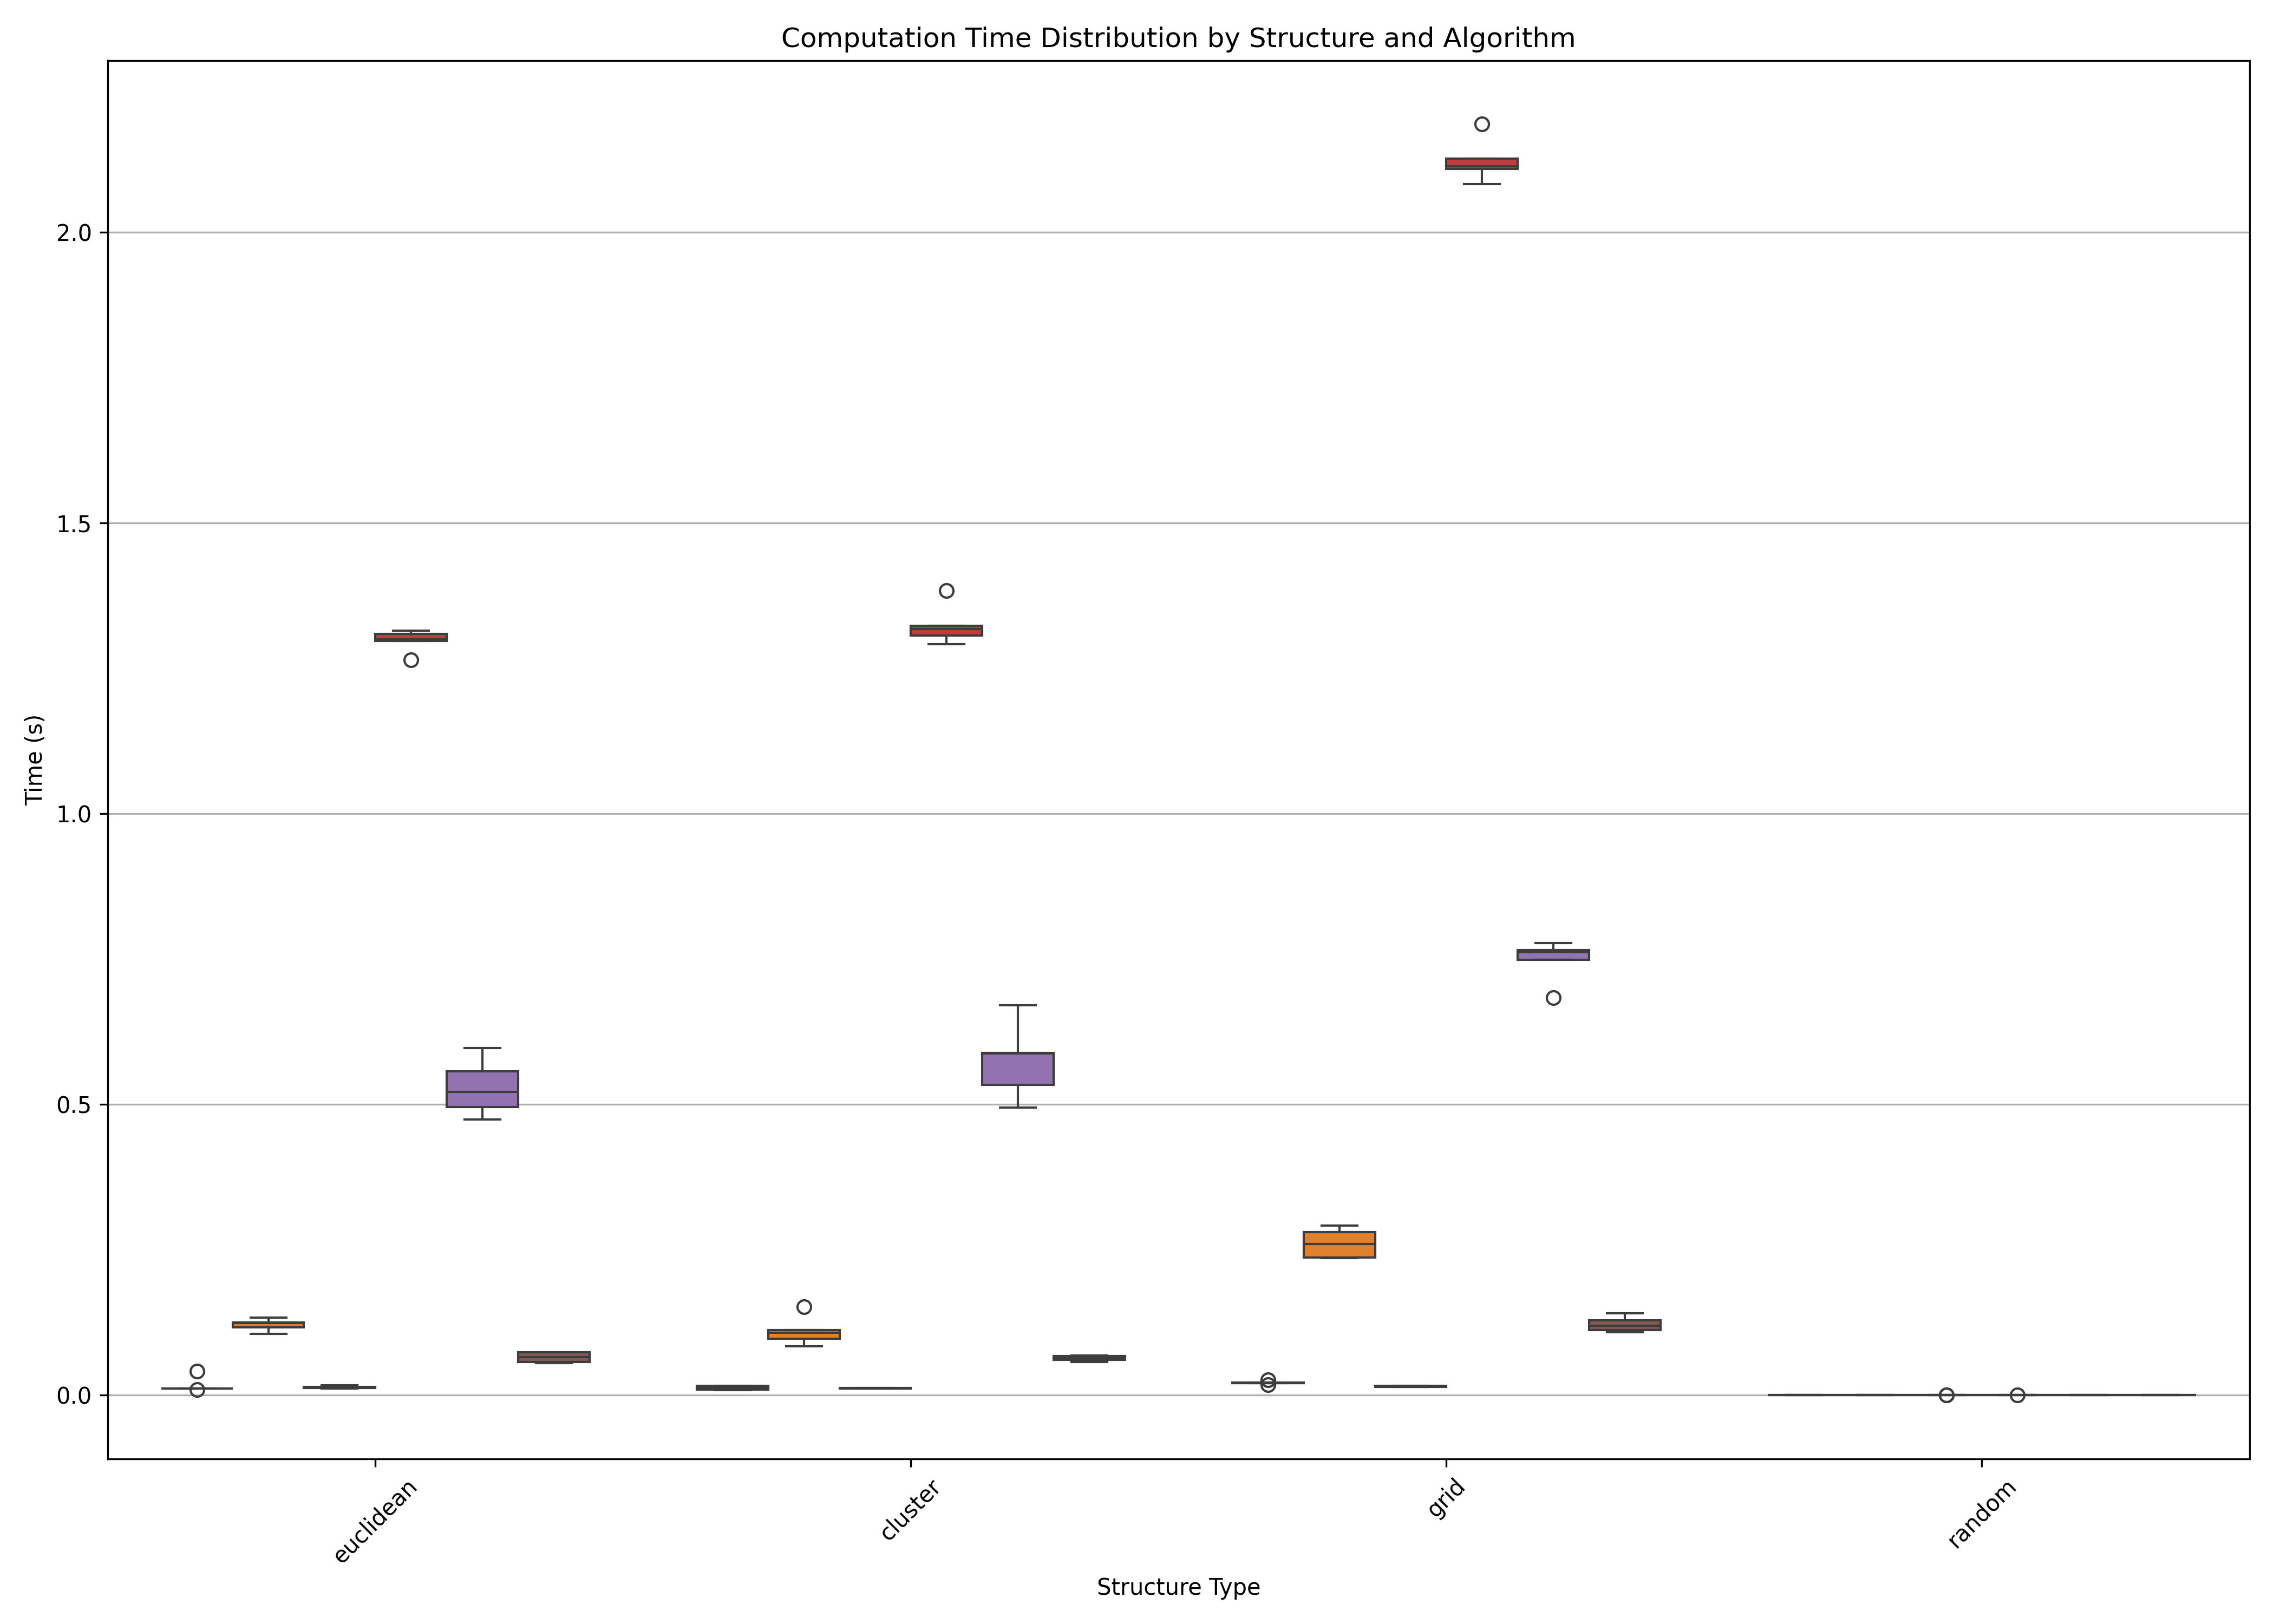 Computation Time Distribution by Structure and Algorithm
Time (s)
2.0
1.5
1.0
0.5
0.0
euclidean
cluster
grid
random
Structure Type